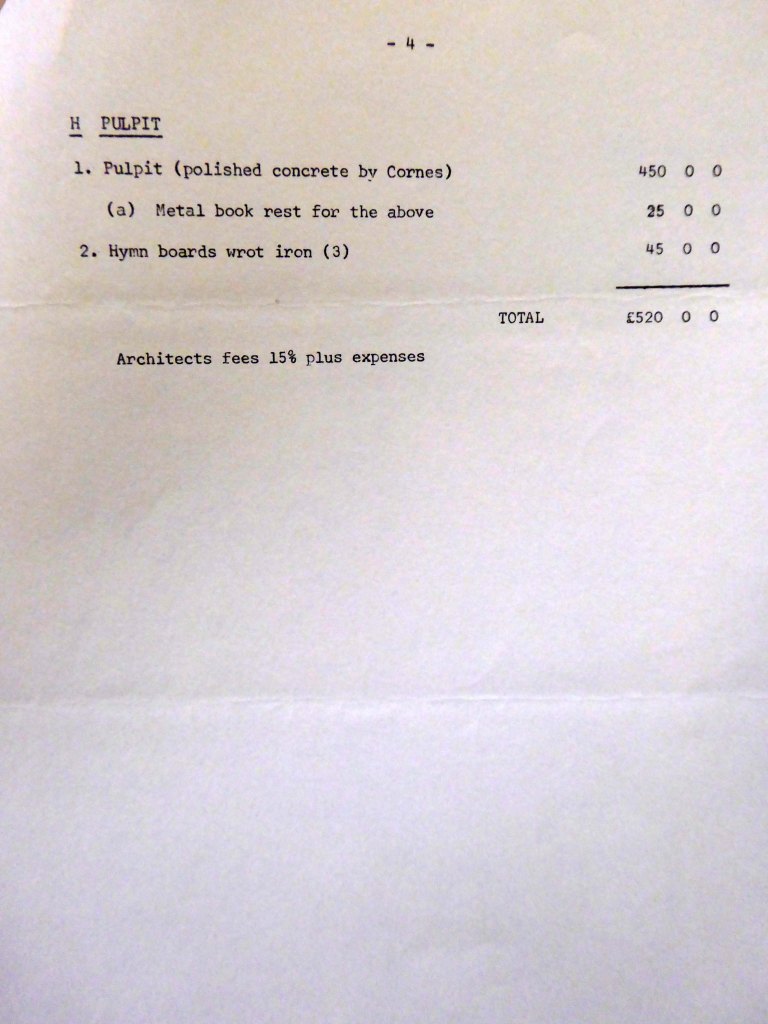 - 4 -
H PULPIT
1. Pulpit (polished concrete by Cornes) 450 0 0
(a) Metal book rest for the above 25 0 0
2. Hymn boards wrot iron (3) 45 0 0
TOTAL £520 0 0
Architects fees 15% plus expenses